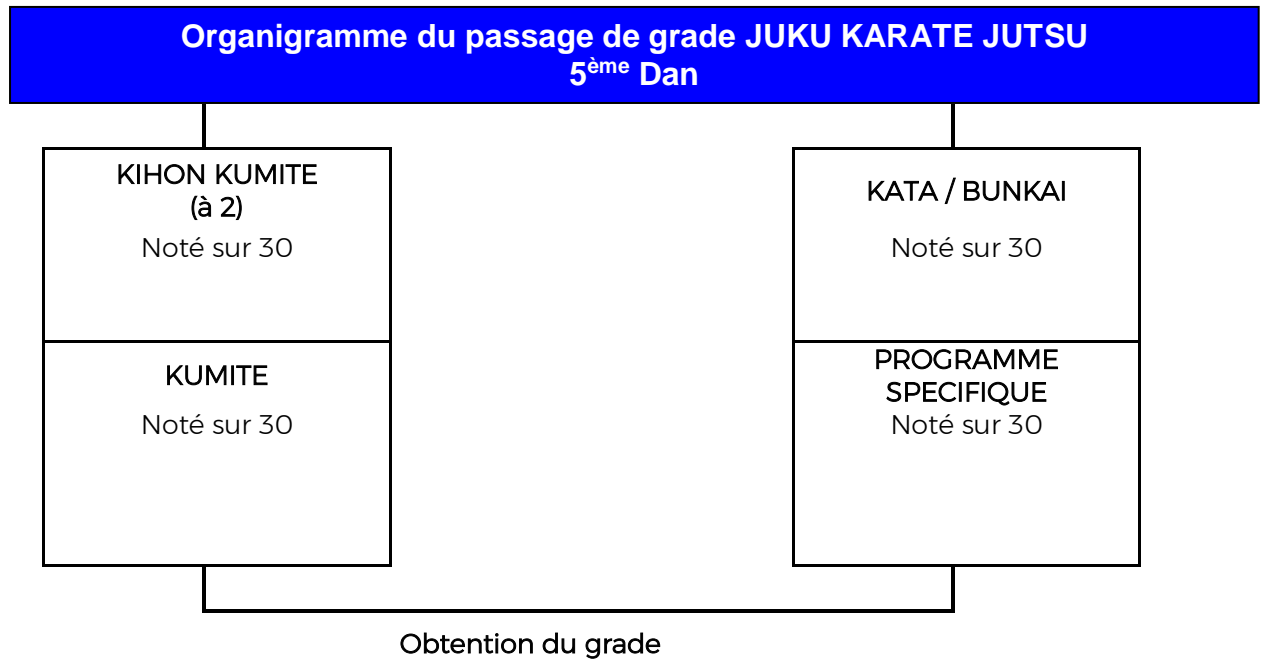 Organigramme du passage de grade JUKU KARATE JUTSU
5ème Dan
KIHON KUMITE
(à 2)
Noté sur 30
KUMITE
Noté sur 30
KATA / BUNKAI
Noté sur 30
PROGRAMME
SPECIFIQUE
Noté sur 30
Obtention du grade